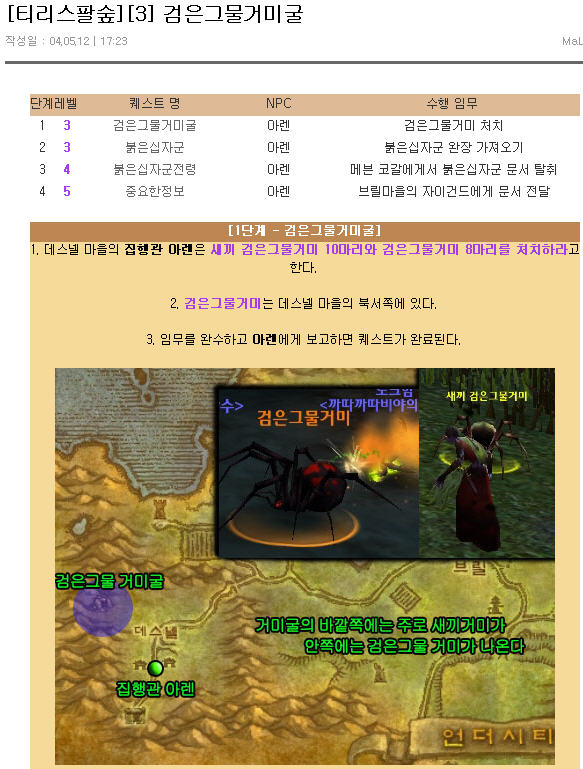 [티리스팔숲][3] 검은그물거미굴
작성일 : 04.05.12 | 17:23
단계레벨 퀘스트 명 NPC 수행 임무
1 3 검은그물거미굴 아렌 검은그물거미 처치
2 3 붉은십자군 아렌 붉은십자군 완장 가져오기
3 4 붉은십자군전령 아렌 메븐 코갈에게서 붉은십자군 문서 탈취
4 5 중요한정보 아렌 브릴마을의 자이건드에게 문서 전달
[1단계 - 검은그물거미굴]
1. 데스넬 마을의 집행관 아렌은 새끼 검은그물거미 10마리와 검은그물거미 8마리를 처치하라고
한다.
2. 검은그물거미는 데스넬 마을의 북서쪽에 있다.
3. 임무를 완수하고 아렌에게 보고하면 퀘스트가 완료된다.
수>
<까따까따비야의
검은그물거미
새끼 검은그물거미
브릴
검은그물 거미굴
데스넬
거미굴의 바깥쪽에는 주로 새끼거미가
안쪽에는 검은그물 거미가 나온다
집행관 아렌
언더시티